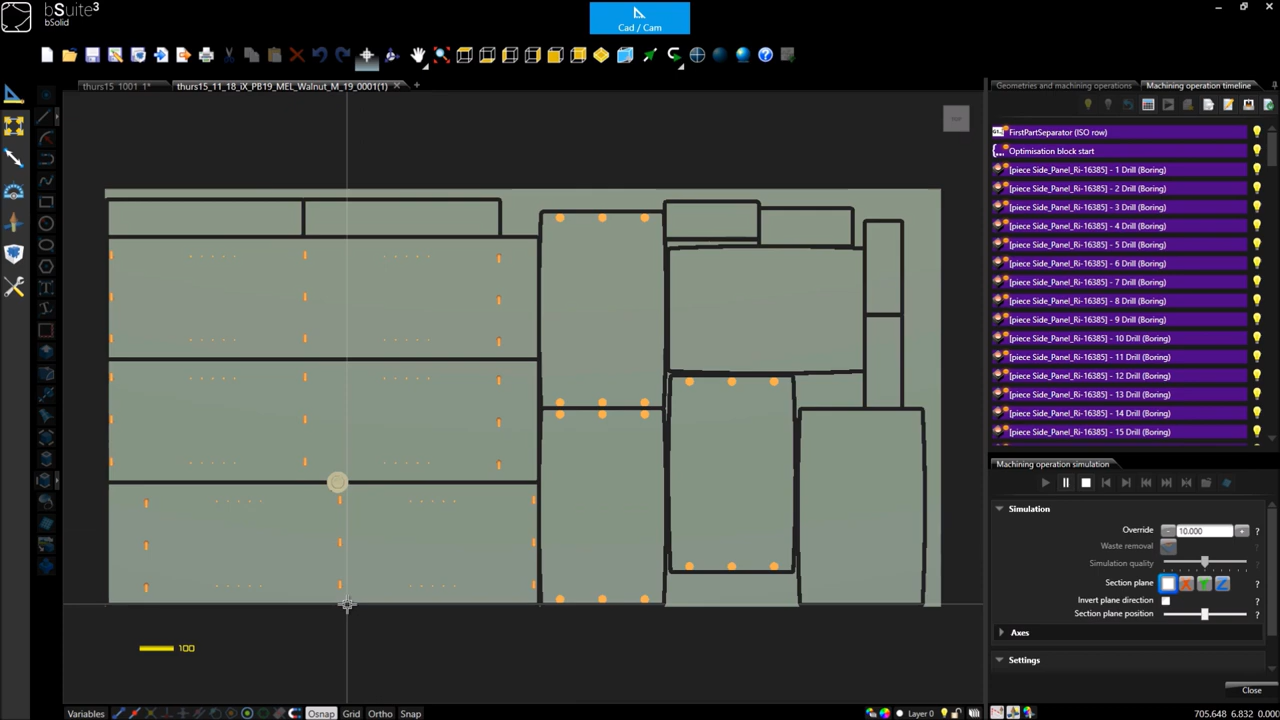 bSuite³
bSolid
Cad / Cam
thurs15_1001_1*
thurs15_11_18_iX_PB19_MEL_Walnut_M_19_0001(1)
Geometries and machining operations
Machining operation timeline
FirstPartSeparator (ISO row)
Optimisation block start
[piece Side_Panel_Ri-16385] - 1 Drill (Boring)
[piece Side_Panel_Ri-16385] - 2 Drill (Boring)
[piece Side_Panel_Ri-16385] - 3 Drill (Boring)
[piece Side_Panel_Ri-16385] - 4 Drill (Boring)
[piece Side_Panel_Ri-16385] - 5 Drill (Boring)
[piece Side_Panel_Ri-16385] - 6 Drill (Boring)
[piece Side_Panel_Ri-16385] - 7 Drill (Boring)
[piece Side_Panel_Ri-16385] - 8 Drill (Boring)
[piece Side_Panel_Ri-16385] - 9 Drill (Boring)
[piece Side_Panel_Ri-16385] - 10 Drill (Boring)
[piece Side_Panel_Ri-16385] - 11 Drill (Boring)
[piece Side_Panel_Ri-16385] - 12 Drill (Boring)
[piece Side_Panel_Ri-16385] - 13 Drill (Boring)
[piece Side_Panel_Ri-16385] - 14 Drill (Boring)
[piece Side_Panel_Ri-16385] - 15 Drill (Boring)
Machining operation simulation
Simulation
Override 10.000 ?
Waste removal ?
Simulation quality ?
Section plane ?
Invert plane direction ?
Section plane position ?
Axes
Settings
Close
100
Variables
Osnap Grid Ortho Snap
Layer 0
705.648 6.832 0.000